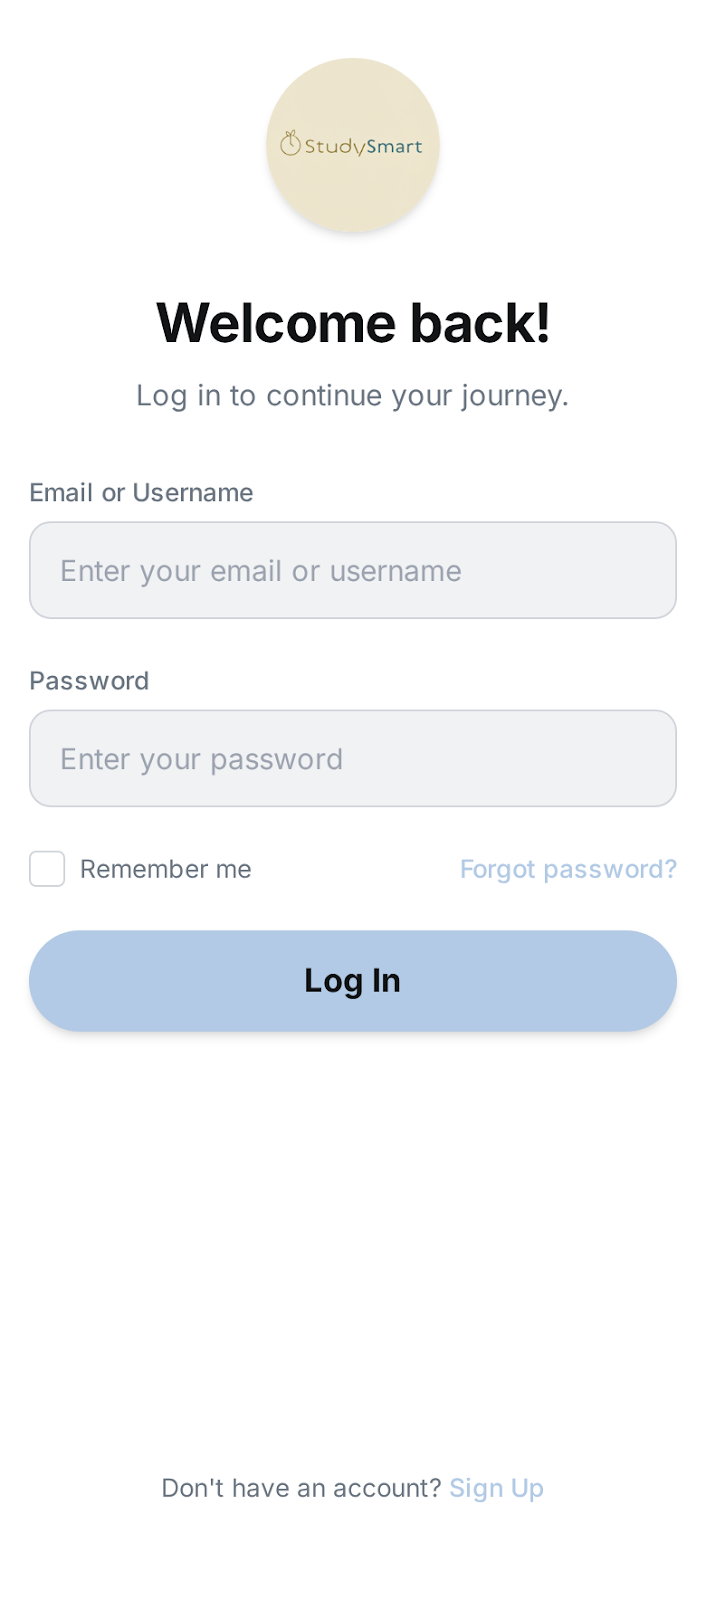 StudySmart
Welcome back!
Log in to continue your journey.
Email or Username
Enter your email or username
Password
Enter your password
Remember me
Forgot password?
Log In
Don't have an account? Sign Up